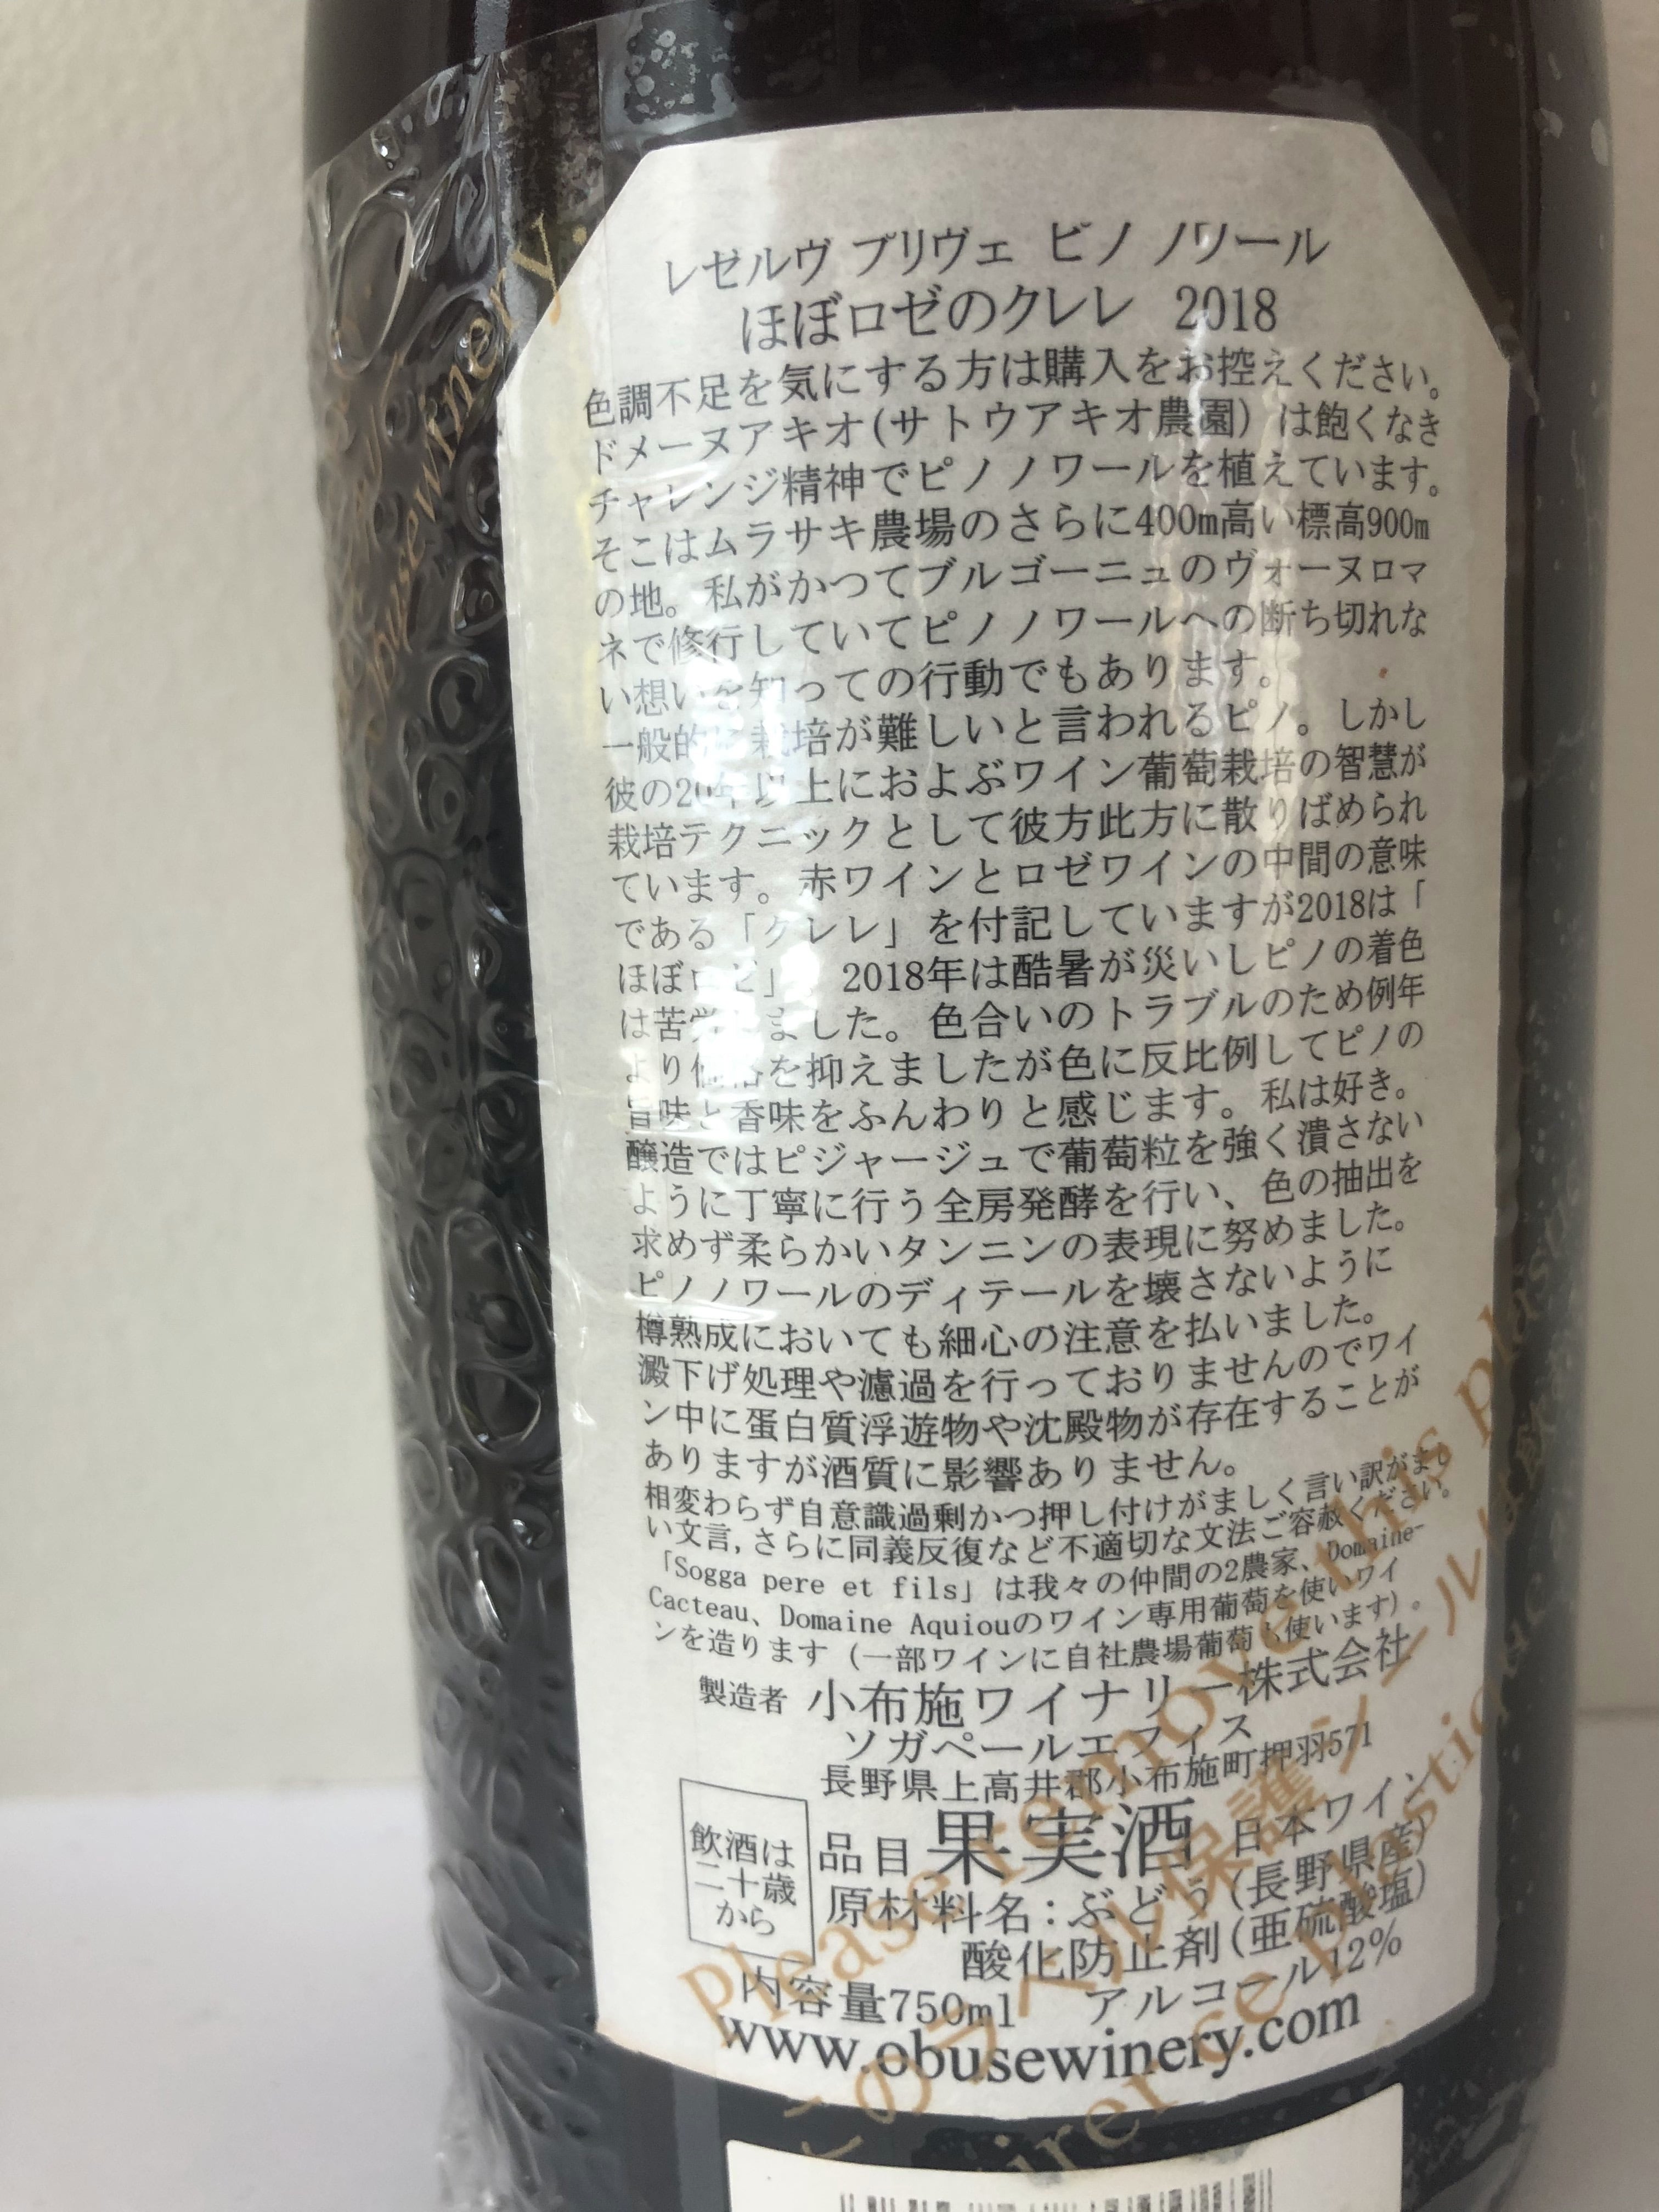 レゼルヴ プリヴェ ピノ ノワール
ほぼロゼのクレレ 2018
色調不足を気にする方は購入をお控えください。
ドメーヌアキオ(サトウアキオ農園) は飽くなき
チャレンジ精神でピノノワールを植えています。
そこはムラサキ農場のさらに400m高い標高900m
の地。私がかつてブルゴーニュのヴォーヌロマ
ネで修行していてピノノワールへの断ち切れな
い想いを知っての行動でもあります。
一般的に栽培が難しいと言われるピノ。しかし
彼の20年以上におよぶワイン葡萄栽培の智慧が
栽培テクニックとして彼方此方に散りばめられ
ています。赤ワインとロゼワインの中間の意味
である「クレレ」を付記していますが2018は「
ほぼロゼ」 2018年は酷暑が災いしピノの着色
は苦労しました。色合いのトラブルのため例年
より価格を抑えましたが色に反比例してピノの
旨味と香味をふんわりと感じます。私は好き。
醸造ではピジャージュで葡萄粒を強く潰さない
ように丁寧に行う全房発酵を行い、色の抽出を
求めず柔らかいタンニンの表現に努めました。
ピノノワールのディテールを壊さないように
樽熟成においても細心の注意を払いました。
澱下げ処理や濾過を行っておりませんのでワイ
ン中に蛋白質浮遊物や沈殿物が存在することが
ありますが酒質に影響ありません。
相変わらず自意識過剰かつ押し付けがましく言い訳がまし
い文言,さらに同義反復など不適切な文法ご容赦ください。
「Sogga pere et fils」は我々の仲間の2農家、Domaine-
Cacteau、Domaine Aquiouのワイン専用葡萄を使いワイ
ンを造ります (一部ワインに自社農場葡萄も使います)。
製造者 小布施ワイナリー株式会社
ソガペールエフィス
長野県上高井郡小布施町押羽571
飲酒は
二十歳
から
品目 果実酒 日本ワイン
原材料名:ぶどう(長野県産)
酸化防止剤(亜硫酸塩)
内容量750ml アルコール12%
www.obusewinery.com
Please remove this
このラベル保護シールは
obusewinery